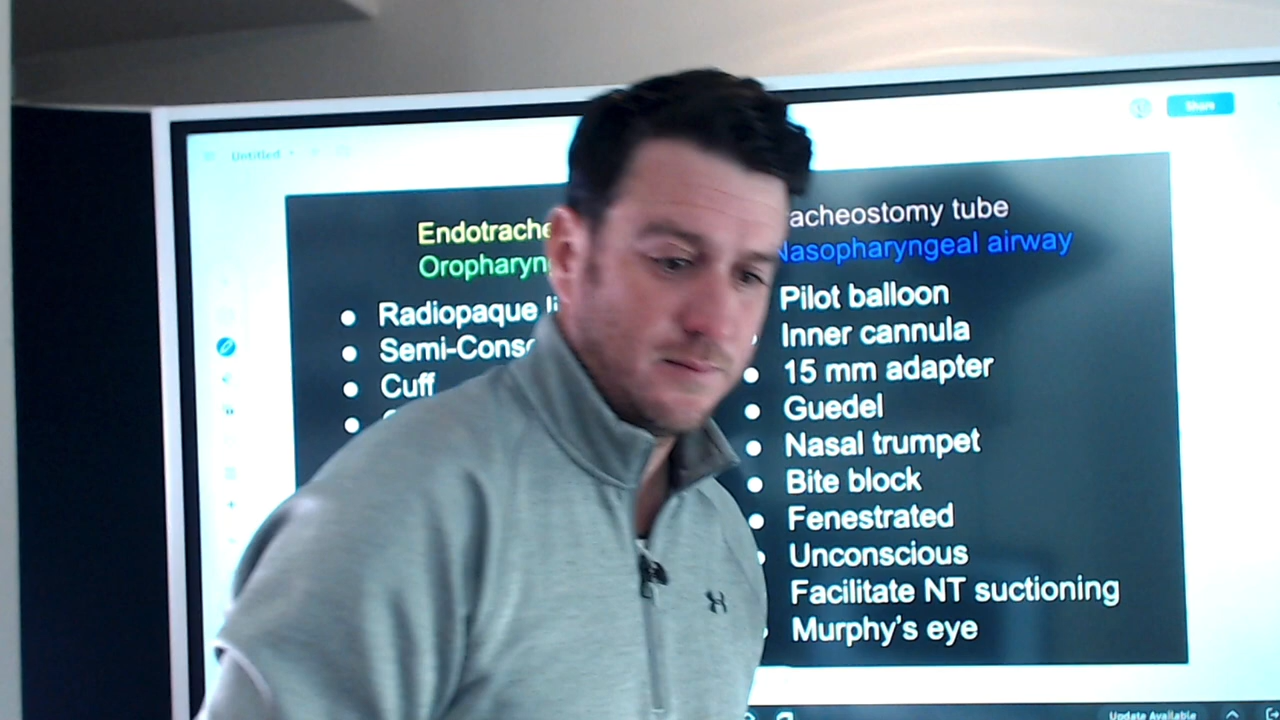 Untitled
Share
Endotrache
acheostomy tube
Oropharyn
Nasopharyngeal airway
• Radiopaque li
• Semi-Consc
• Cuff
Pilot balloon
Inner cannula
• 15 mm adapter
• Guedel
• Nasal trumpet
• Bite block
• Fenestrated
Unconscious
Facilitate NT suctioning
Murphy's eye
Update Available